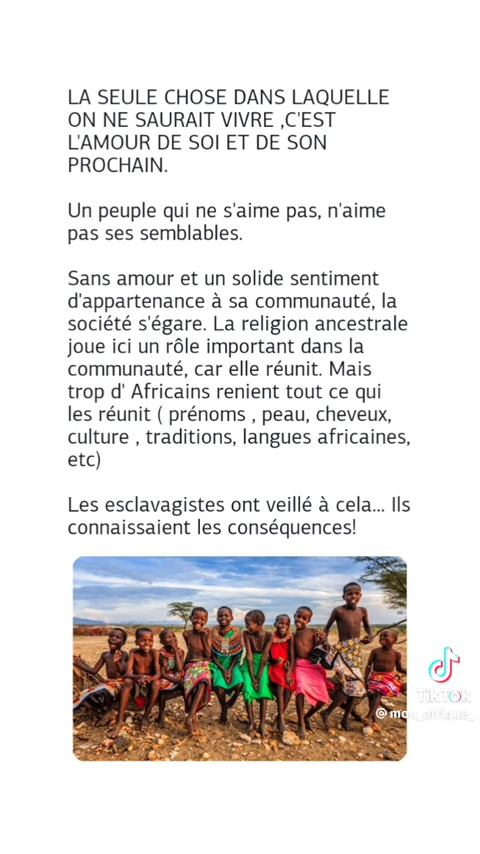 LA SEULE CHOSE DANS LAQUELLE
ON NE SAURAIT VIVRE ,C'EST
L'AMOUR DE SOI ET DE SON
PROCHAIN.
Un peuple qui ne s'aime pas, n'aime
pas ses semblables.
Sans amour et un solide sentiment
d'appartenance à sa communauté, la
société s'égare. La religion ancestrale
joue ici un rôle important dans la
communauté, car elle réunit. Mais
trop d' Africains renient tout ce qui
les réunit ( prénoms , peau, cheveux,
culture , traditions, langues africaines,
etc)
Les esclavagistes ont veillé à cela... Ils
connaissaient les conséquences!
TikTok